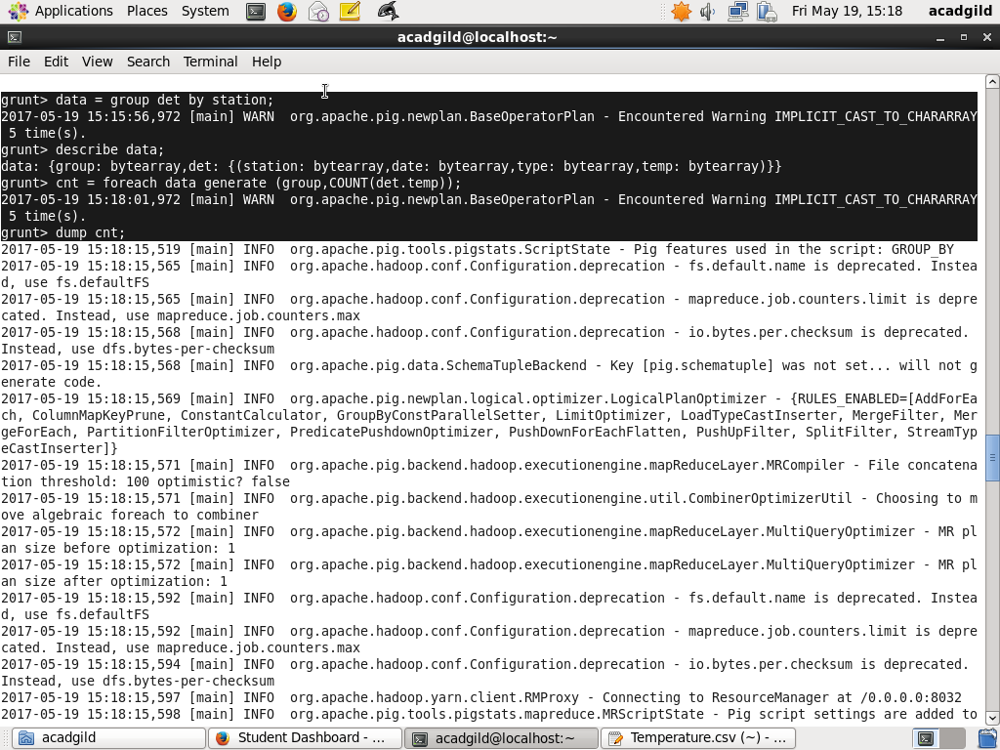 Applications Places System Fri May 19, 15:18 acadgild
acadgild@localhost:~
File Edit View Search Terminal Help
grunt> data = group det by station;
2017-05-19 15:15:56,972 [main] WARN  org.apache.pig.newplan.BaseOperatorPlan - Encountered Warning IMPLICIT_CAST_TO_CHARARRAY
 5 time(s).
grunt> describe data;
data: {group: bytearray,det: {(station: bytearray,date: bytearray,type: bytearray,temp: bytearray)}}
grunt> cnt = foreach data generate (group,COUNT(det.temp));
2017-05-19 15:18:01,972 [main] WARN  org.apache.pig.newplan.BaseOperatorPlan - Encountered Warning IMPLICIT_CAST_TO_CHARARRAY
 5 time(s).
grunt> dump cnt;
2017-05-19 15:18:15,519 [main] INFO  org.apache.pig.tools.pigstats.ScriptState - Pig features used in the script: GROUP_BY
2017-05-19 15:18:15,565 [main] INFO  org.apache.hadoop.conf.Configuration.deprecation - fs.default.name is deprecated. Instea
d, use fs.defaultFS
2017-05-19 15:18:15,565 [main] INFO  org.apache.hadoop.conf.Configuration.deprecation - mapreduce.job.counters.limit is depre
cated. Instead, use mapreduce.job.counters.max
2017-05-19 15:18:15,568 [main] INFO  org.apache.hadoop.conf.Configuration.deprecation - io.bytes.per.checksum is deprecated.
Instead, use dfs.bytes-per-checksum
2017-05-19 15:18:15,568 [main] INFO  org.apache.pig.data.SchemaTupleBackend - Key [pig.schematuple] was not set... will not g
enerate code.
2017-05-19 15:18:15,569 [main] INFO  org.apache.pig.newplan.logical.optimizer.LogicalPlanOptimizer - {RULES_ENABLED=[AddForEa
ch, ColumnMapKeyPrune, ConstantCalculator, GroupByConstParallelSetter, LimitOptimizer, LoadTypeCastInserter, MergeFilter, Mer
geForEach, PartitionFilterOptimizer, PredicatePushdownOptimizer, PushDownForEachFlatten, PushUpFilter, SplitFilter, StreamTyp
eCastInserter]}
2017-05-19 15:18:15,571 [main] INFO  org.apache.pig.backend.hadoop.executionengine.mapReduceLayer.MRCompiler - File concatena
tion threshold: 100 optimistic? false
2017-05-19 15:18:15,571 [main] INFO  org.apache.pig.backend.hadoop.executionengine.util.CombinerOptimizerUtil - Choosing to m
ove algebraic foreach to combiner
2017-05-19 15:18:15,572 [main] INFO  org.apache.pig.backend.hadoop.executionengine.mapReduceLayer.MultiQueryOptimizer - MR pl
an size before optimization: 1
2017-05-19 15:18:15,572 [main] INFO  org.apache.pig.backend.hadoop.executionengine.mapReduceLayer.MultiQueryOptimizer - MR pl
an size after optimization: 1
2017-05-19 15:18:15,592 [main] INFO  org.apache.hadoop.conf.Configuration.deprecation - fs.default.name is deprecated. Instea
d, use fs.defaultFS
2017-05-19 15:18:15,592 [main] INFO  org.apache.hadoop.conf.Configuration.deprecation - mapreduce.job.counters.limit is depre
cated. Instead, use mapreduce.job.counters.max
2017-05-19 15:18:15,594 [main] INFO  org.apache.hadoop.conf.Configuration.deprecation - io.bytes.per.checksum is deprecated.
Instead, use dfs.bytes-per-checksum
2017-05-19 15:18:15,597 [main] INFO  org.apache.hadoop.yarn.client.RMProxy - Connecting to ResourceManager at /0.0.0.0:8032
2017-05-19 15:18:15,598 [main] INFO  org.apache.pig.tools.pigstats.mapreduce.MRScriptState - Pig script settings are added to
acadgild Student Dashboard - ... acadgild@localhost:~ Temperature.csv (~) - ...